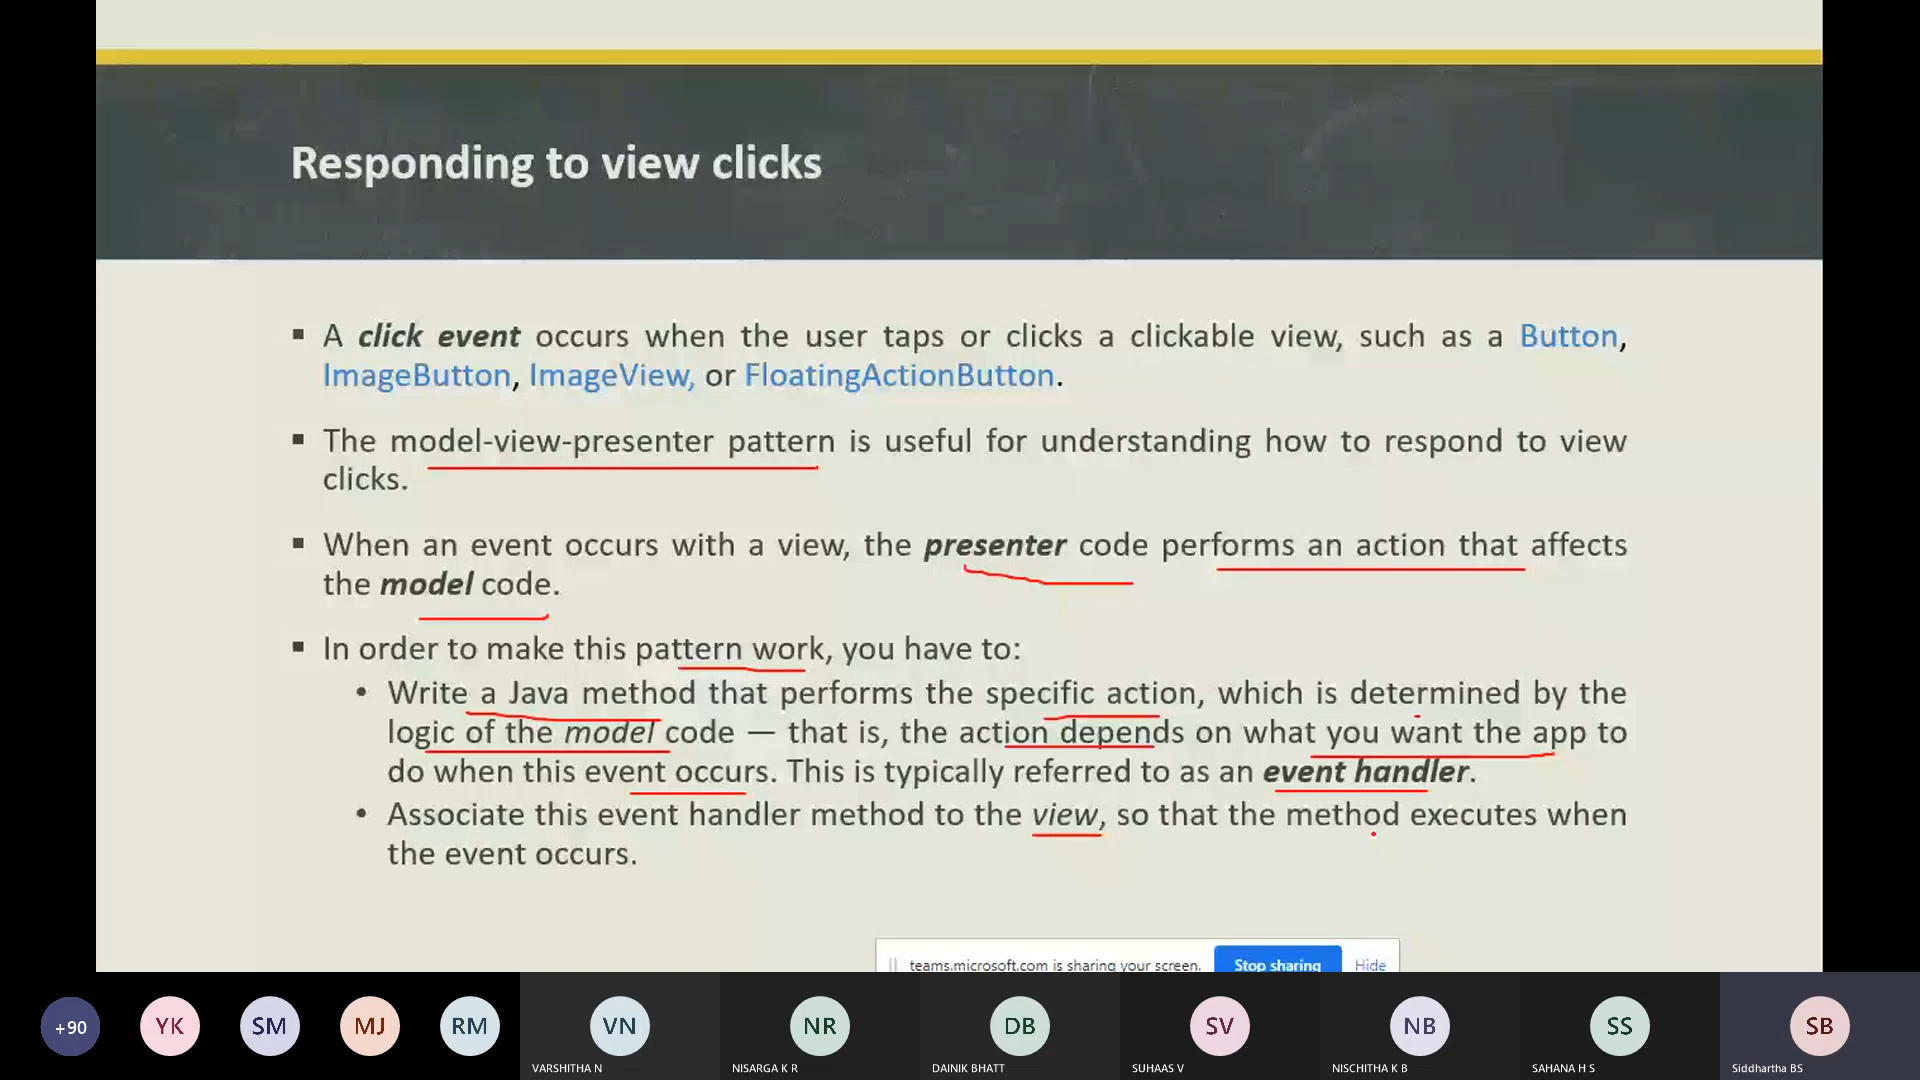 Responding to view clicks
▪ A click event occurs when the user taps or clicks a clickable view, such as a Button,
ImageButton, ImageView, or FloatingActionButton.
▪ The model-view-presenter pattern is useful for understanding how to respond to view
clicks.
▪ When an event occurs with a view, the presenter code performs an action that affects
the model code.
▪ In order to make this pattern work, you have to:
• Write a Java method that performs the specific action, which is determined by the
logic of the model code — that is, the action depends on what you want the app to
do when this event occurs. This is typically referred to as an event handler.
• Associate this event handler method to the view, so that the method executes when
the event occurs.
teams.microsoft.com is sharing your screen. Stop sharing Hide
+90 YK SM MJ RM VN NR DB SV NB SS SB
VARSHITHA N NISARGA K R DAINIK BHATT SUHAAS V NISCHITHA K B SAHANA H S Siddhartha BS